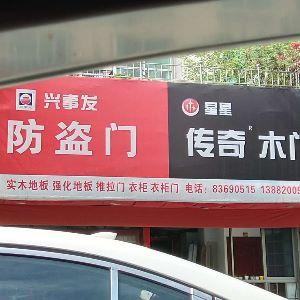 兴事发
防盗门
星星
传奇 木门
实木地板 强化地板 推拉门 衣柜 衣柜门 电话：83690515 1388200